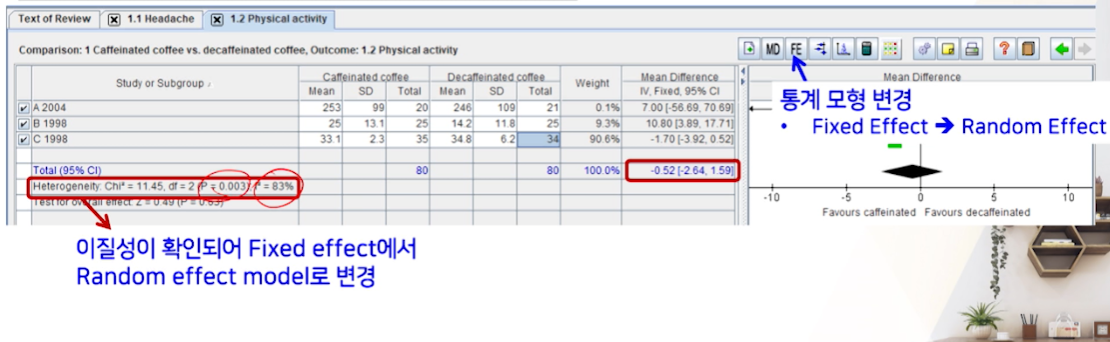 Text of Review 1.1 Headache 1.2 Physical activity
Comparison: 1 Caffeinated coffee vs. decaffeinated coffee, Outcome: 1.2 Physical activity
MD FE
Study or Subgroup Caffeinated coffee Decaffeinated coffee Weight Mean Difference Mean Difference
Mean SD Total Mean SD Total IV, Fixed, 95% CI
A 2004 253 99 20 246 109 21 0.1% 7.00 [-56.69, 70.69]
B 1998 25 13.1 25 14.2 11.8 25 9.3% 10.80 [3.89, 17.71]
C 1998 33.1 2.3 35 34.8 6.2 34 90.6% -1.70 [-3.92, 0.52]
Total (95% CI) 80 80 100.0% -0.52 [-2.64, 1.59]
Heterogeneity: Chi² = 11.45, df = 2 (P = 0.003); I² = 83%
Test for overall effect: Z = 0.49 (P = 0.63)
통계 모형 변경
• Fixed Effect ➔ Random Effect
-10 -5 0 5 10
Favours caffeinated Favours decaffeinated
이질성이 확인되어 Fixed effect에서
Random effect model로 변경